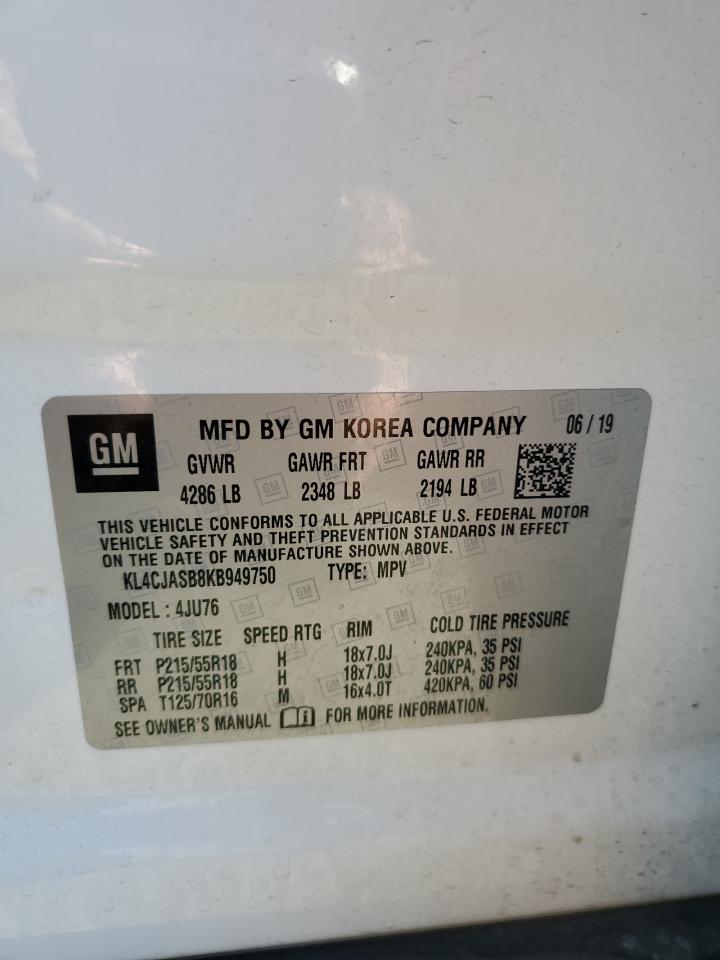 GM MFD BY GM KOREA COMPANY 06 / 19
GVWR GAWR FRT GAWR RR
4286 LB 2348 LB 2194 LB
THIS VEHICLE CONFORMS TO ALL APPLICABLE U.S. FEDERAL MOTOR
VEHICLE SAFETY AND THEFT PREVENTION STANDARDS IN EFFECT
ON THE DATE OF MANUFACTURE SHOWN ABOVE.
KL4CJASB8KB949750 TYPE: MPV
MODEL : 4JU76
TIRE SIZE SPEED RTG RIM COLD TIRE PRESSURE
FRT P215/55R18 H 18x7.0J 240KPA, 35 PSI
RR P215/55R18 H 18x7.0J 240KPA, 35 PSI
SPA T125/70R16 M 16x4.0T 420KPA, 60 PSI
SEE OWNER'S MANUAL FOR MORE INFORMATION.